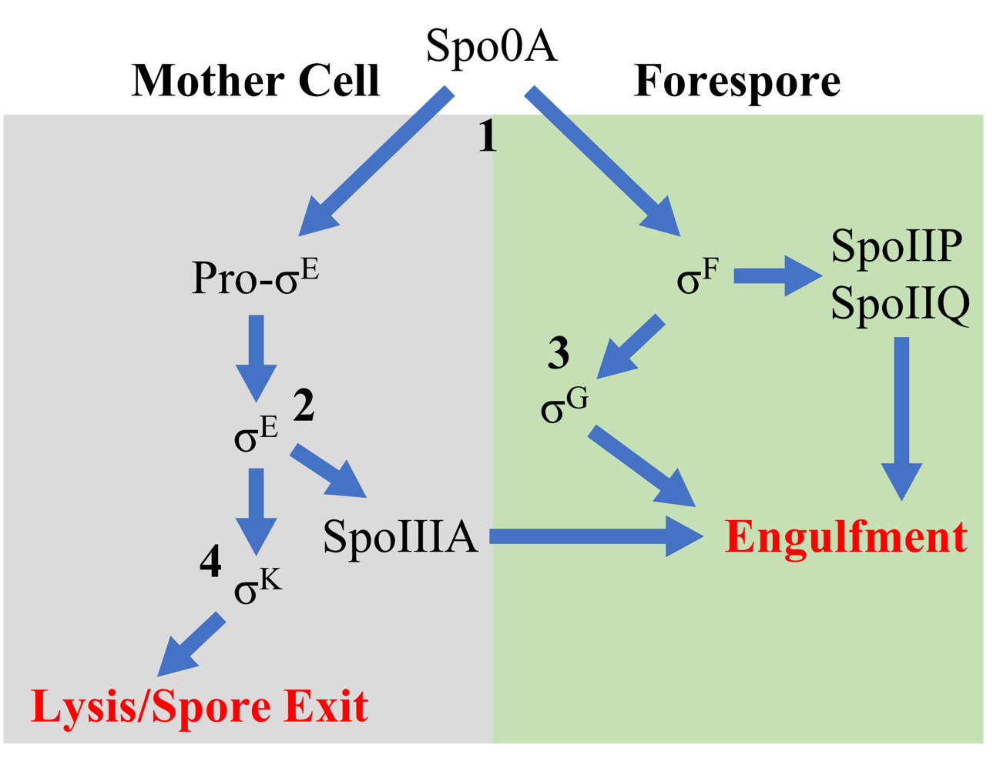 Spo0A
Mother Cell
Forespore
1
Pro-σᴱ
σF
SpoIIP
SpoIIQ
3
σG
2
σE
SpoIIIA
Engulfment
4
σK
Lysis/Spore Exit